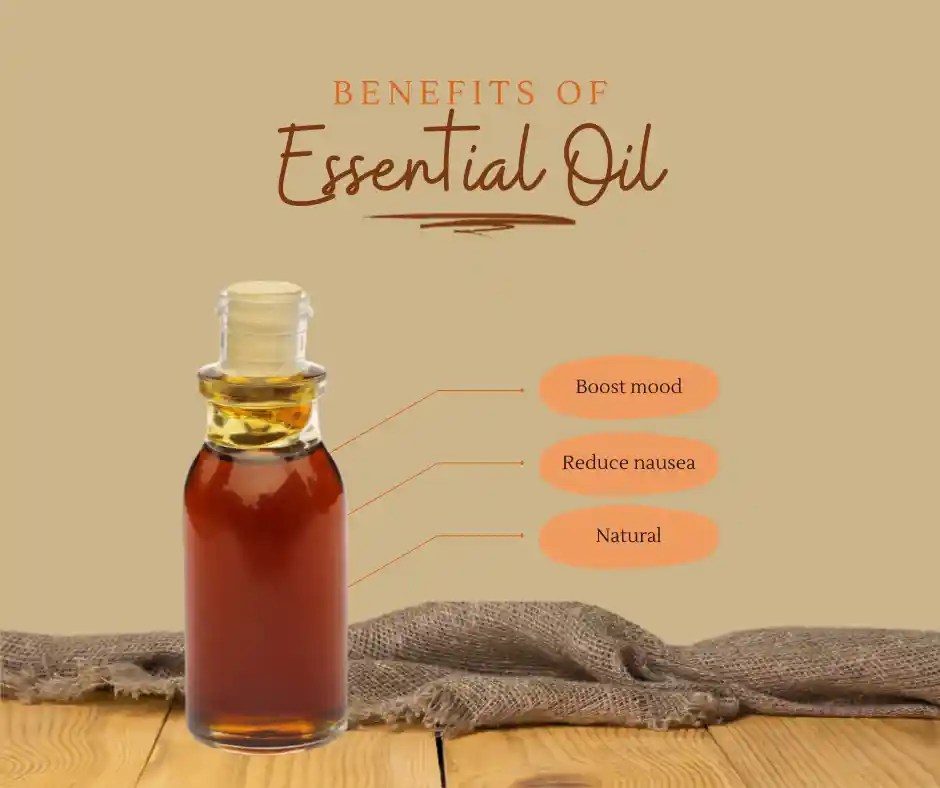 BENEFITS OF
Essential Oil
Boost mood
Reduce nausea
Natural